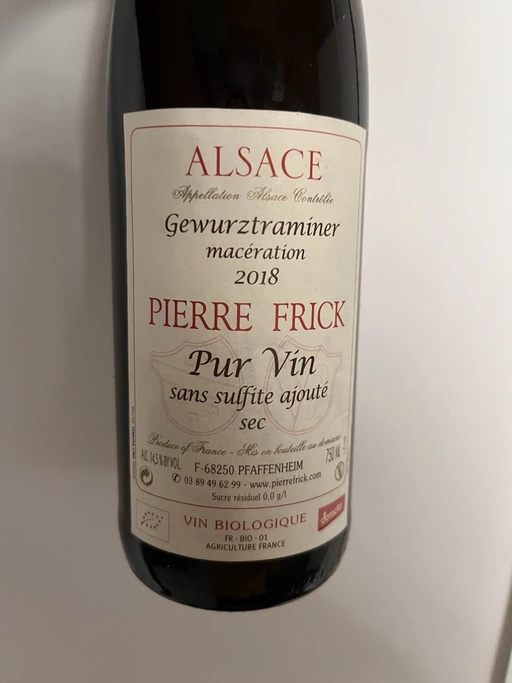 ALSACE
Appellation Alsace Contrôlée
Gewurztraminer
macération
2018
PIERRE FRICK
Pur Vin
sans sulfite ajouté
sec
Produce of France - Mis en bouteille au domaine
ALC. 14,5 % BY VOL
750 ML
F-68250 PFAFFENHEIM
03 89 49 62 99 - www.pierrefrick.com
Sucre résiduel 0,0 g/l
VIN BIOLOGIQUE
demeter
FR - BIO - 01
AGRICULTURE FRANCE